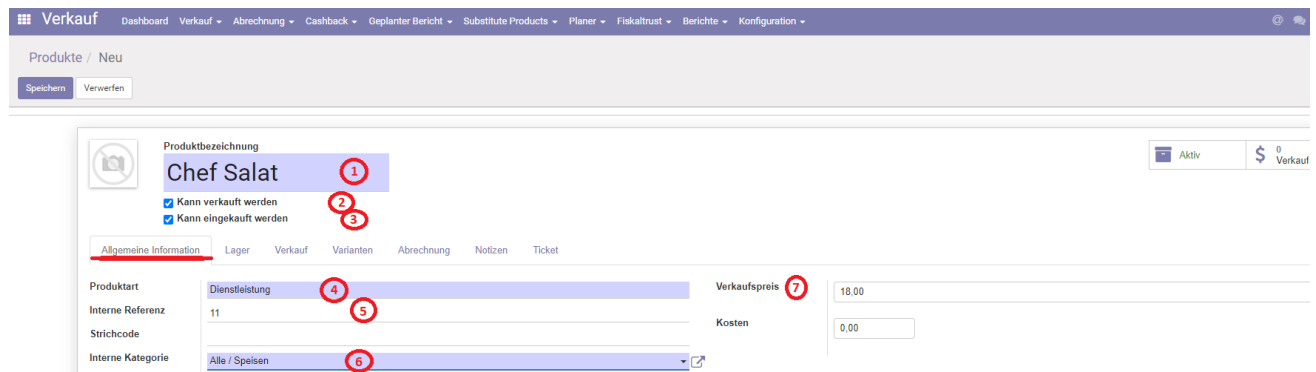 Verkauf Dashboard Verkauf Abrechnung Cashback Geplanter Bericht Substitute Products Planer Fiskaltrust Berichte Konfiguration @
Produkte / Neu
Speichern Verwerfen
Produktbezeichnung
Chef Salat 1
Kann verkauft werden 2
Kann eingekauft werden 3
Aktiv $ 0 Verkauf
Allgemeine Information Lager Verkauf Varianten Abrechnung Notizen Ticket
Produktart Dienstleistung 4 Verkaufspreis 7 18,00
Interne Referenz 11 5
Kosten 0,00
Strichcode
Interne Kategorie Alle / Speisen 6